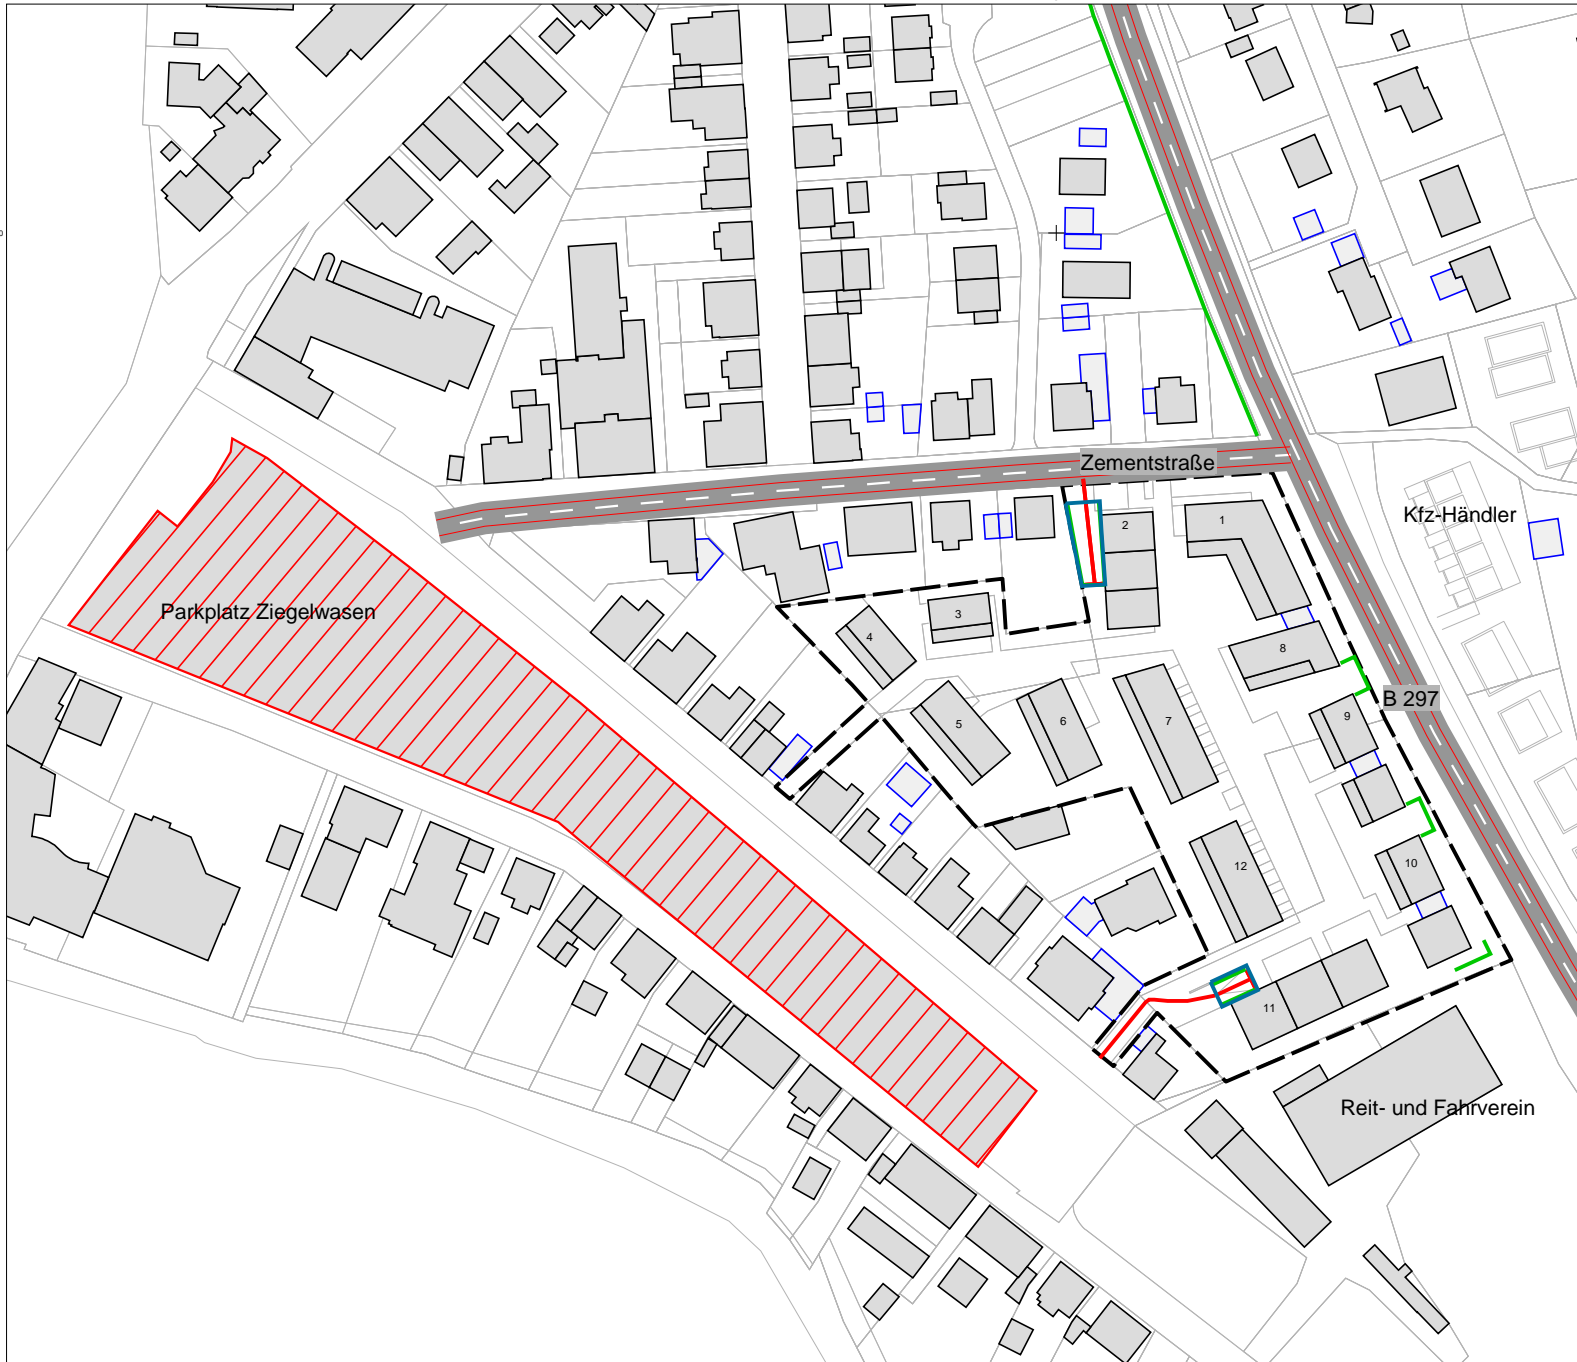 Zementstraße
Kfz-Händler
1
2
Parkplatz Ziegelwasen
3
4
8
B 297
9
5
6
7
10
12
11
Reit- und Fahrverein